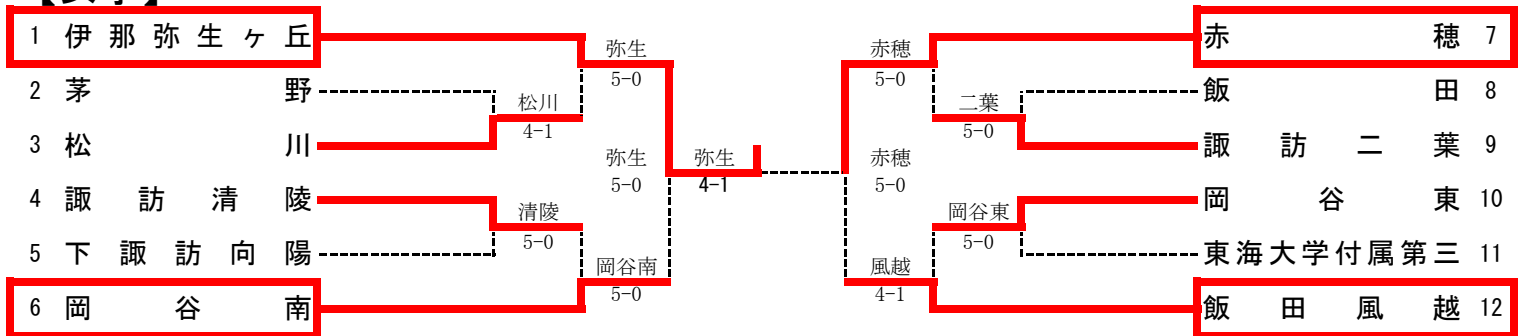 1 伊那弥生ヶ丘
2 茅野
3 松川
4 諏訪清陵
5 下諏訪向陽
6 岡谷南
松川
4-1
清陵
5-0
弥生
5-0
弥生
5-0
岡谷南
5-0
弥生
4-1
赤穂
5-0
赤穂
5-0
風越
4-1
二葉
5-0
岡谷東
5-0
赤穂 7
飯田 8
諏訪二葉 9
岡谷東 10
東海大学付属第三 11
飯田風越 12